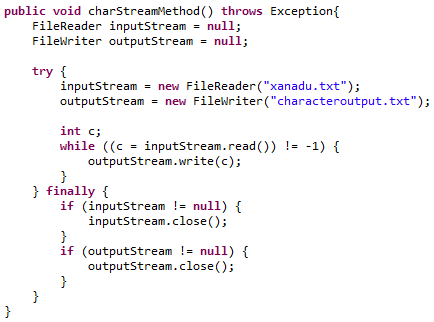 public void charStreamMethod() throws Exception{
    FileReader inputStream = null;
    FileWriter outputStream = null;

    try {
        inputStream = new FileReader("xanadu.txt");
        outputStream = new FileWriter("characteroutput.txt");

        int c;
        while ((c = inputStream.read()) != -1) {
            outputStream.write(c);
        }
    } finally {
        if (inputStream != null) {
            inputStream.close();
        }
        if (outputStream != null) {
            outputStream.close();
        }
    }
}